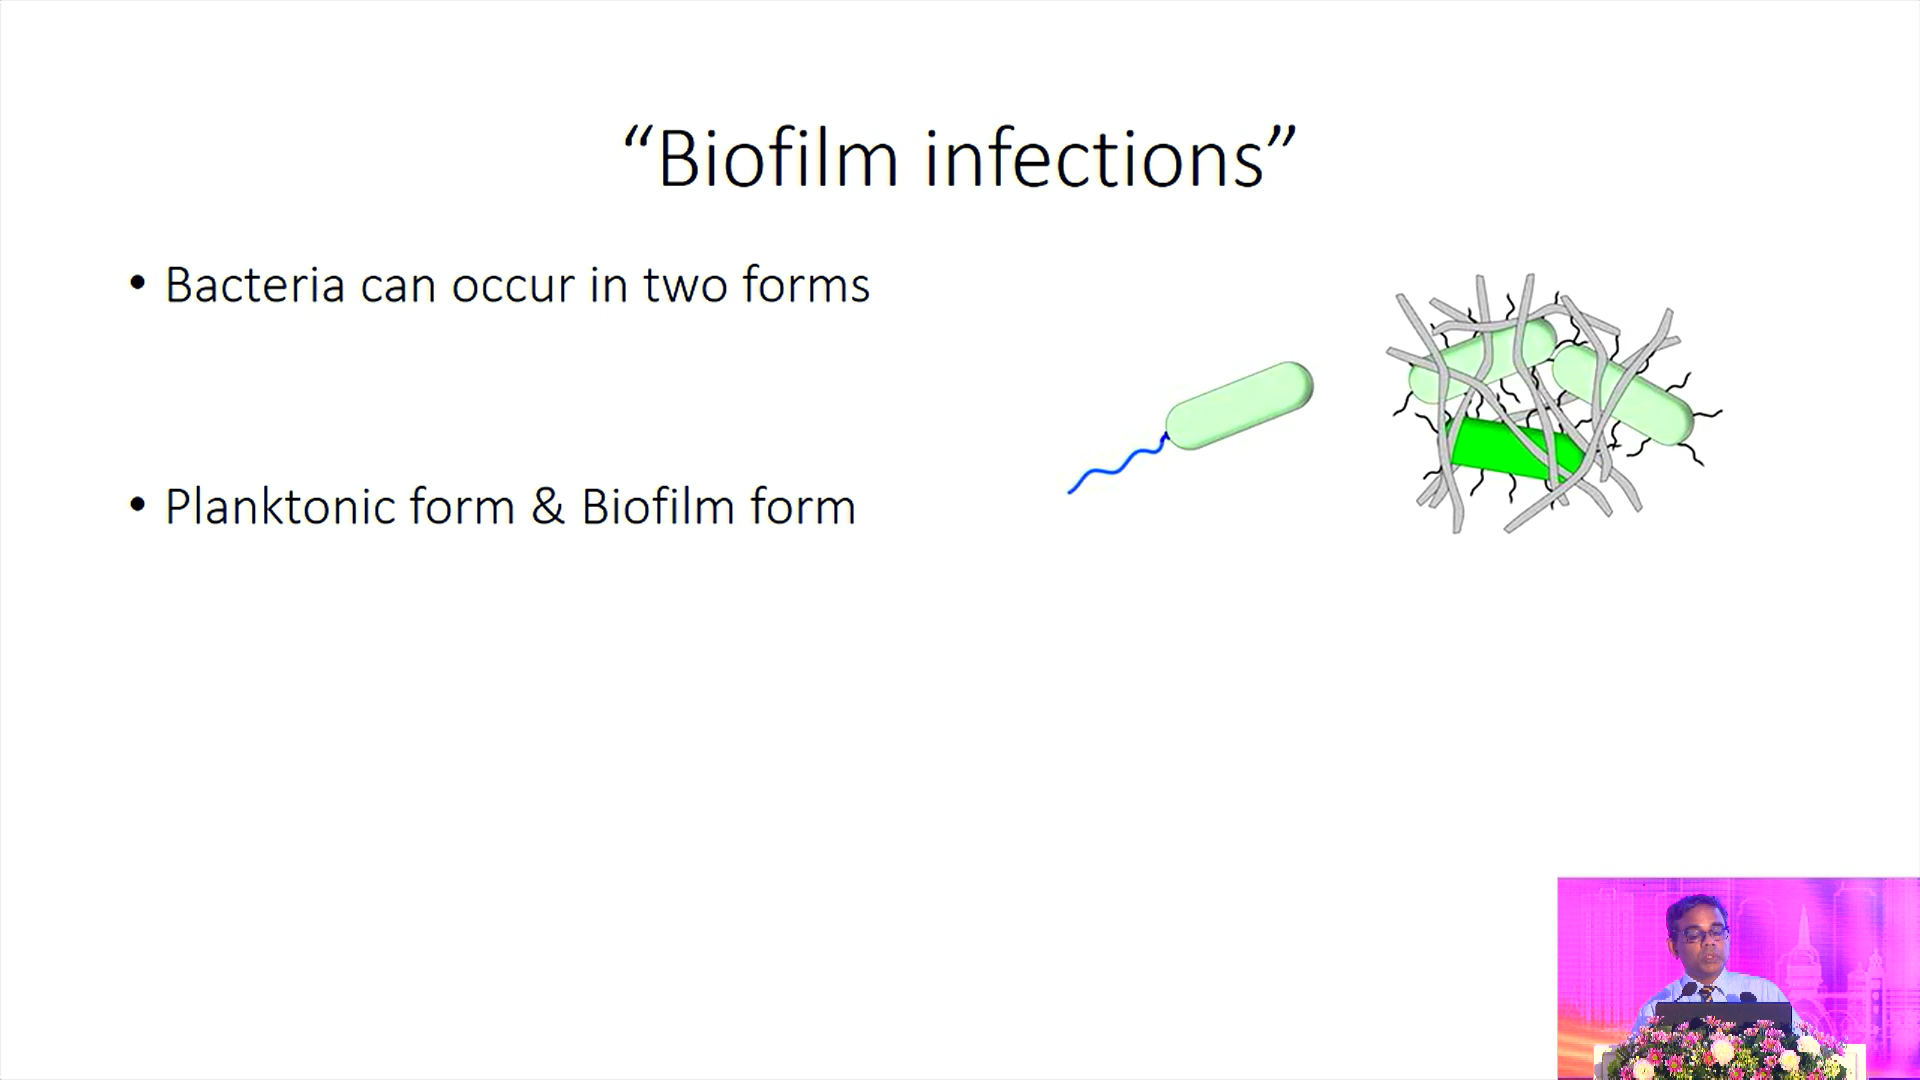 “Biofilm infections”
• Bacteria can occur in two forms
• Planktonic form & Biofilm form